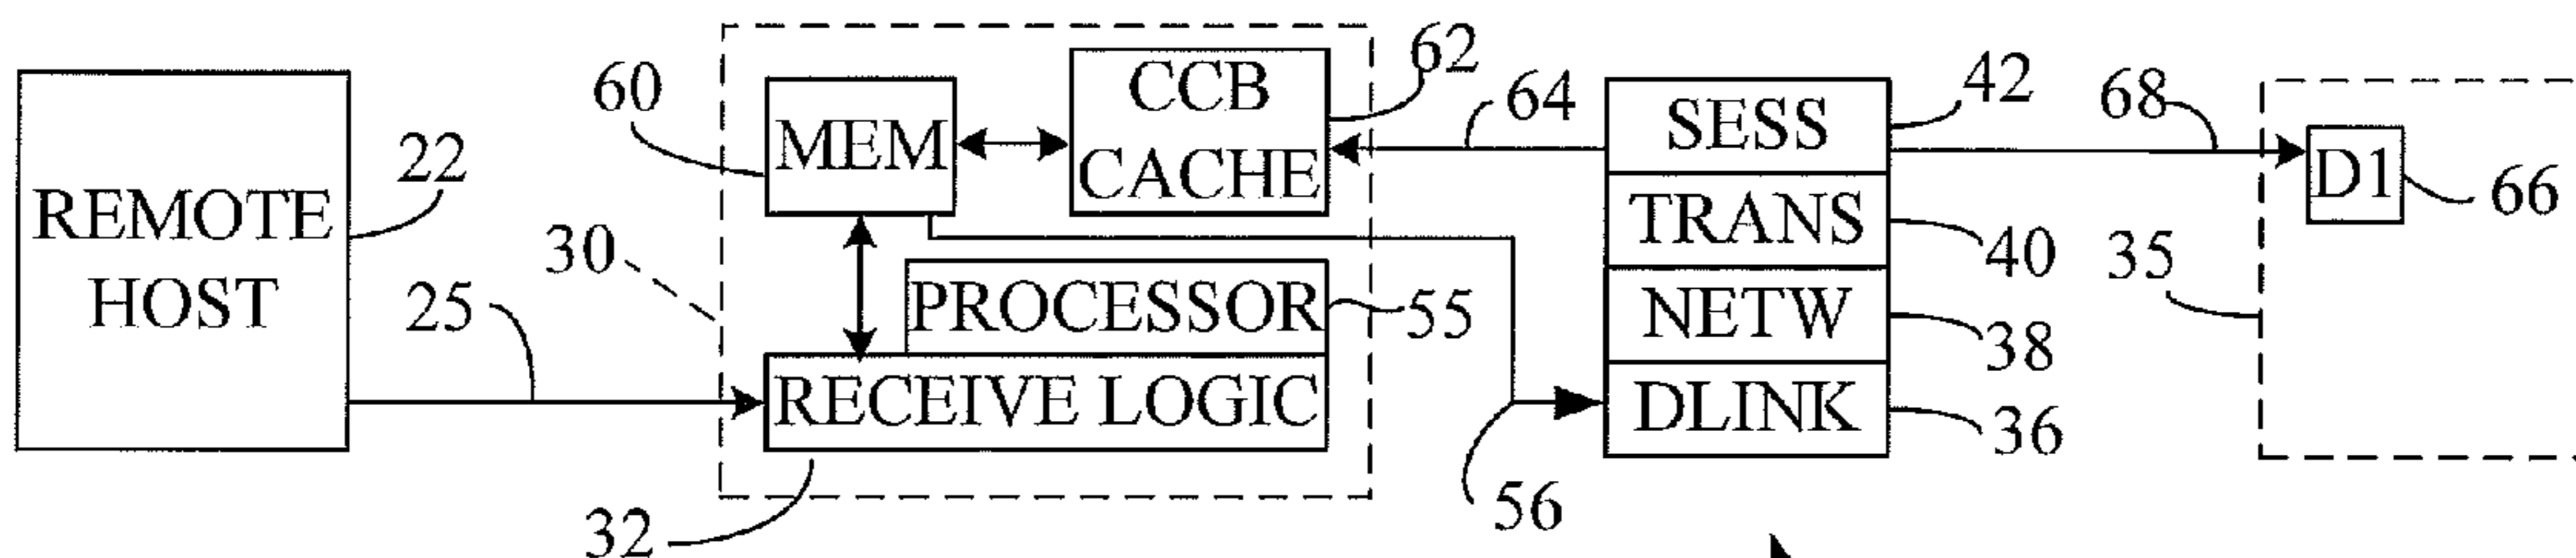 REMOTE
HOST
22
25
30
32
60
MEM
CCB
CACHE
62
PROCESSOR
55
RECEIVE LOGIC
64
56
SESS
42
TRANS
40
NETW
38
DLINK
36
68
35
D1
66